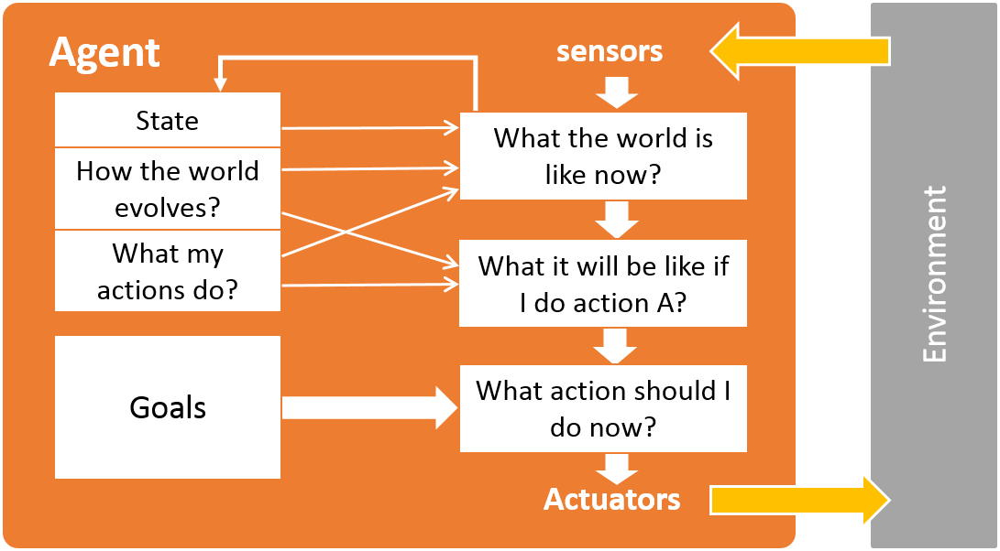 Agent
sensors
State
How the world
evolves?
What my
actions do?
Goals
What the world is
like now?
What it will be like if
I do action A?
What action should I
do now?
Actuators
Environment